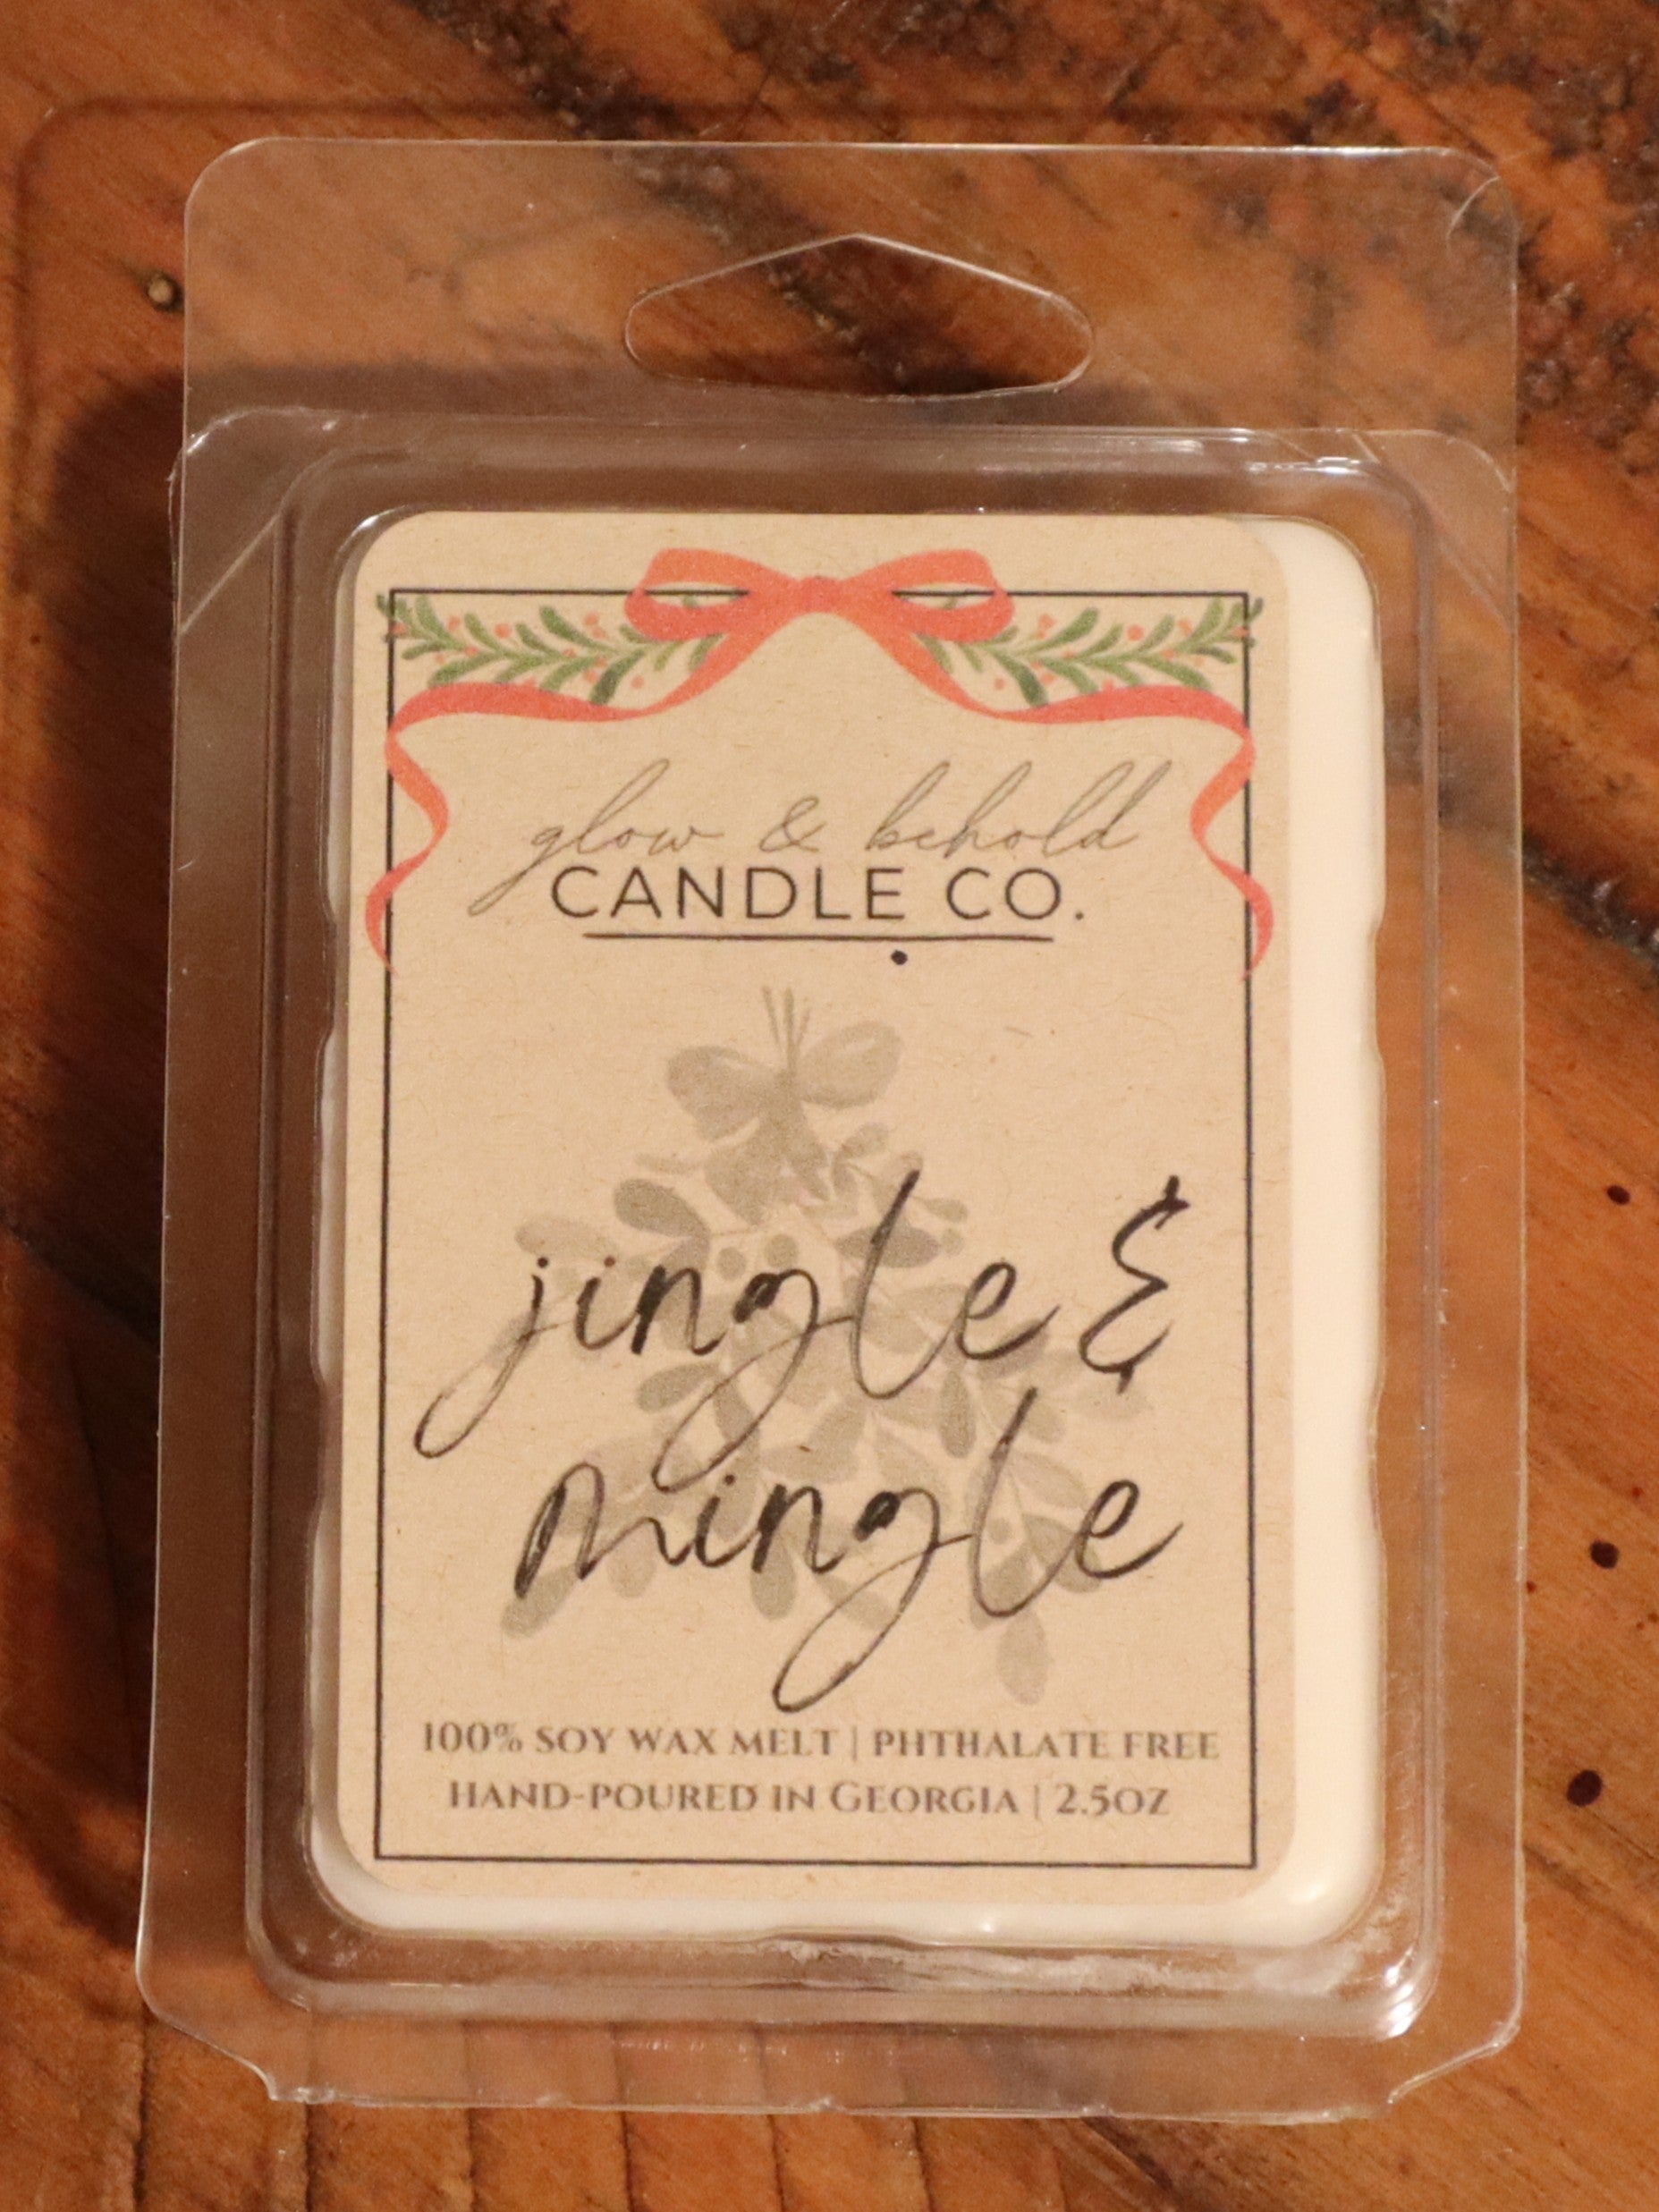 glow & behold
CANDLE CO.
jingle &
mingle
100% SOY WAX MELT | PHTHALATE FREE
HAND-POURED IN GEORGIA | 2.5OZ